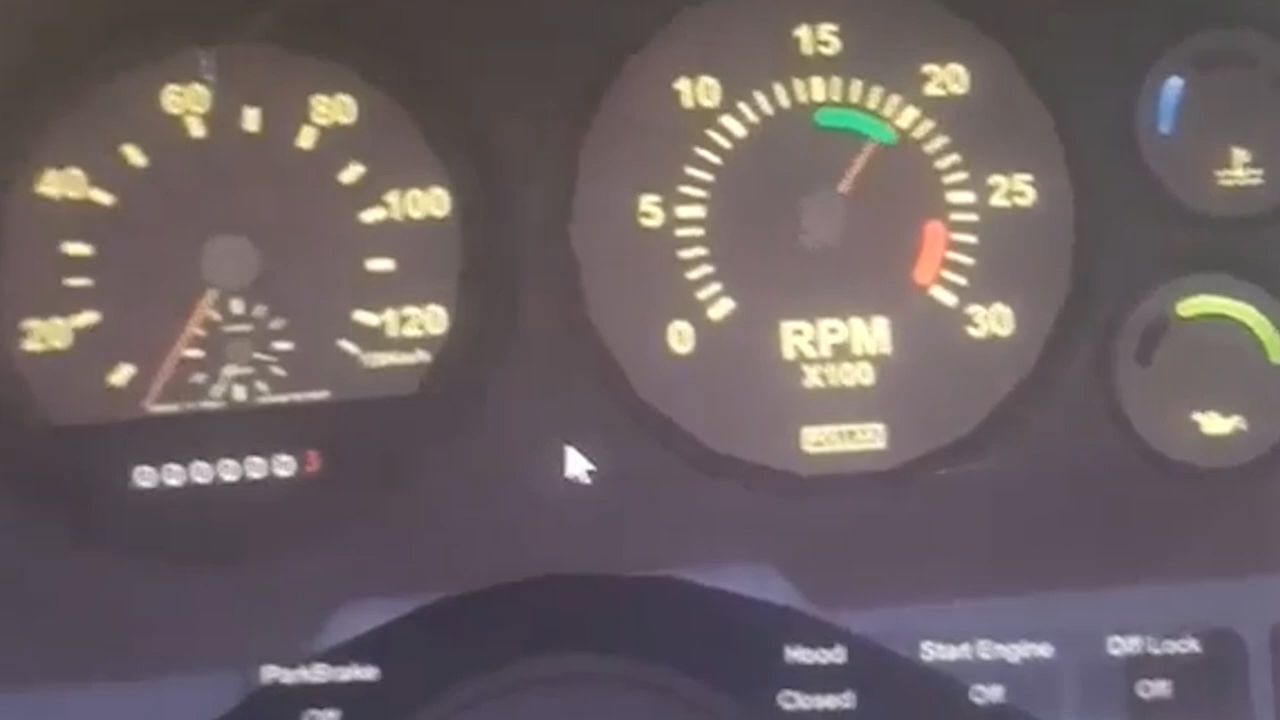 60
80
40
100
20
120
120km/h
3
15
10
20
5
25
0
30
RPM
X100
ParkBrake
Off
Hood
Closed
Start Engine
Off
Diff Lock
Off